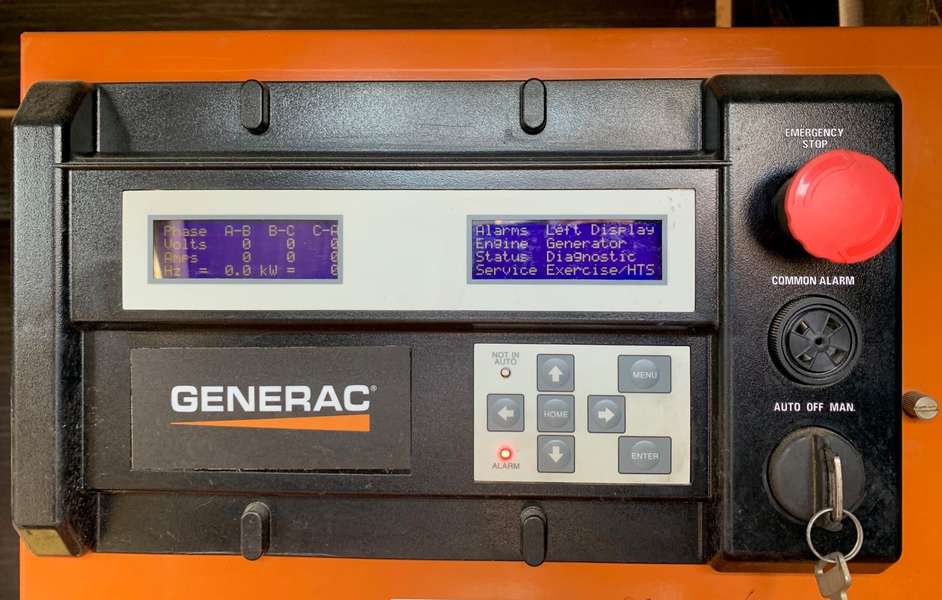 EMERGENCY
STOP
Phase A-B B-C C-A
Volts 0 0 0
Amps 0 0 0
Hz = 0.0 kW = 0
Alarms Left Display
Engine Generator
Status Diagnostic
Service Exercise/HTS
COMMON ALARM
GENERAC®
NOT IN
AUTO
MENU
HOME
ENTER
ALARM
AUTO OFF MAN.